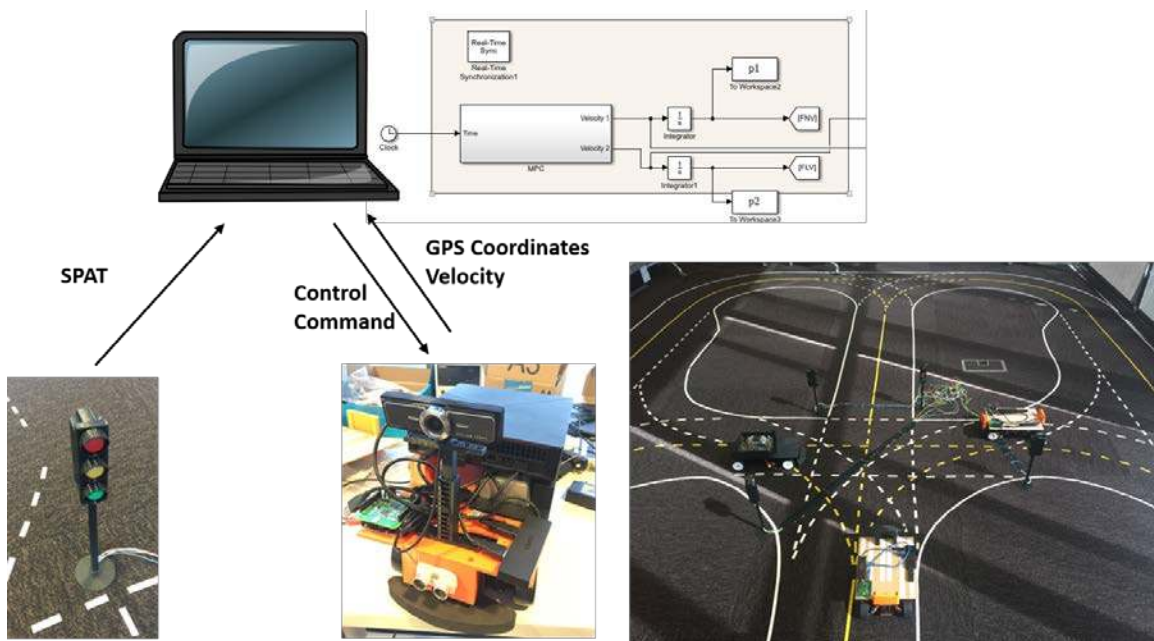 Real-Time
Sync
Real-Time
Synchronization1
p1
To Workspace2
Clock
Time
Velocity 1
Velocity 2
MPC
1
s
Integrator
[FNV]
1
s
Integrator1
[FLV]
p2
To Workspace3
GPS Coordinates
Velocity
SPAT
Control
Command